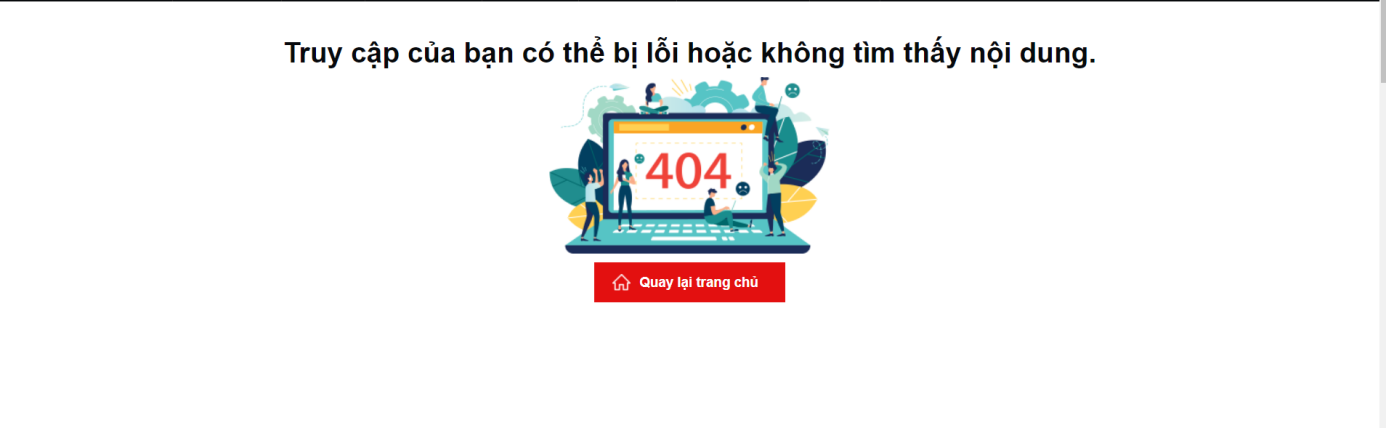 Truy cập của bạn có thể bị lỗi hoặc không tìm thấy nội dung.
404
Quay lại trang chủ